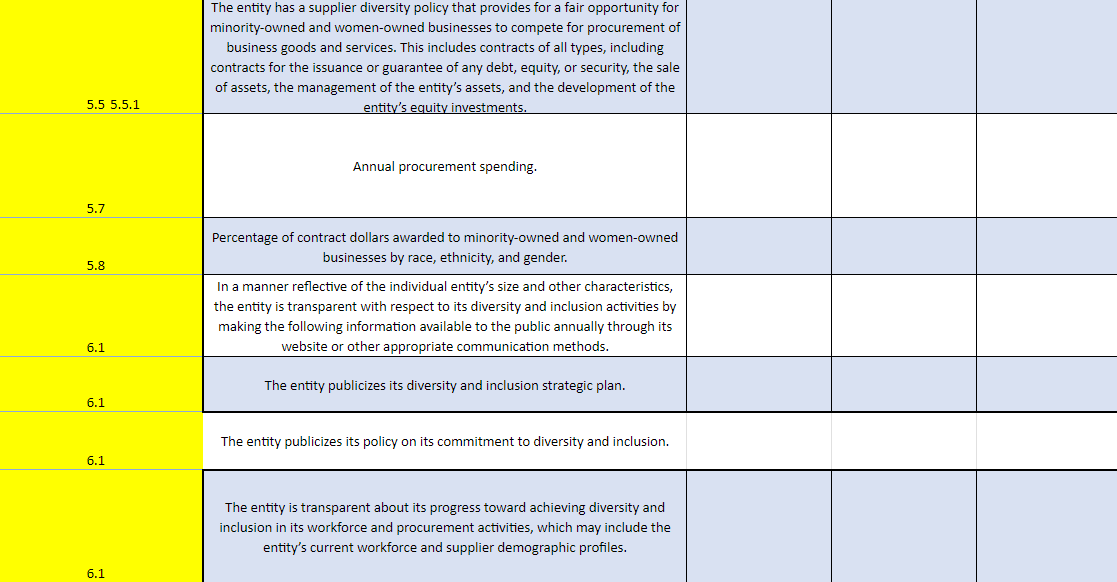 The entity has a supplier diversity policy that provides for a fair opportunity for
minority-owned and women-owned businesses to compete for procurement of
business goods and services. This includes contracts of all types, including
contracts for the issuance or guarantee of any debt, equity, or security, the sale
of assets, the management of the entity’s assets, and the development of the
entity’s equity investments.
5.5 5.5.1
Annual procurement spending.
5.7
Percentage of contract dollars awarded to minority-owned and women-owned
businesses by race, ethnicity, and gender.
5.8
In a manner reflective of the individual entity’s size and other characteristics,
the entity is transparent with respect to its diversity and inclusion activities by
making the following information available to the public annually through its
website or other appropriate communication methods.
6.1
The entity publicizes its diversity and inclusion strategic plan.
6.1
The entity publicizes its policy on its commitment to diversity and inclusion.
6.1
The entity is transparent about its progress toward achieving diversity and
inclusion in its workforce and procurement activities, which may include the
entity’s current workforce and supplier demographic profiles.
6.1